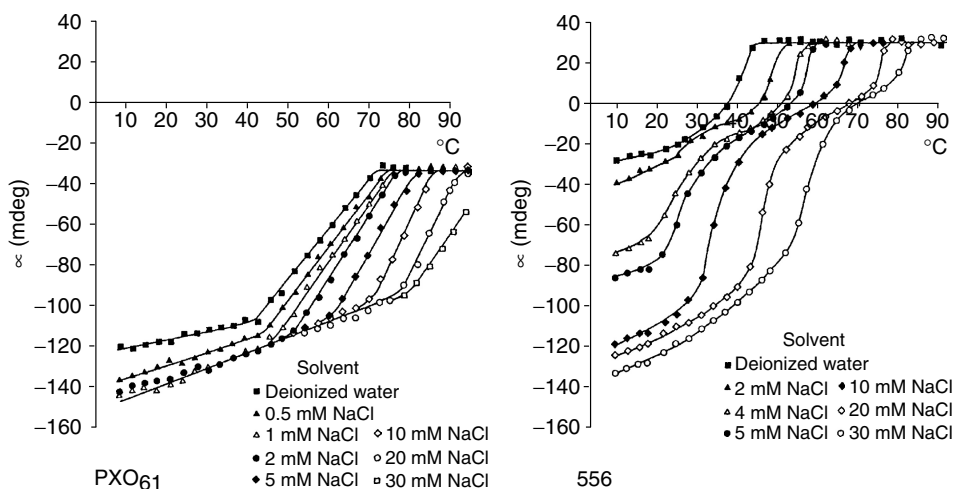 40
20
0
−20
−40
−60
−80
−100
−120
−140
−160
∝ (mdeg)
10 20 30 40 50 60 70 80 90
°C
Solvent
Deionized water
0.5 mM NaCl
1 mM NaCl
2 mM NaCl
5 mM NaCl
10 mM NaCl
20 mM NaCl
30 mM NaCl
PXO61
40
20
0
−20
−40
−60
−80
−100
−120
−140
−160
∝ (mdeg)
10 20 30 40 50 60 70 80 90
°C
Solvent
Deionized water
2 mM NaCl
4 mM NaCl
5 mM NaCl
10 mM NaCl
20 mM NaCl
30 mM NaCl
556